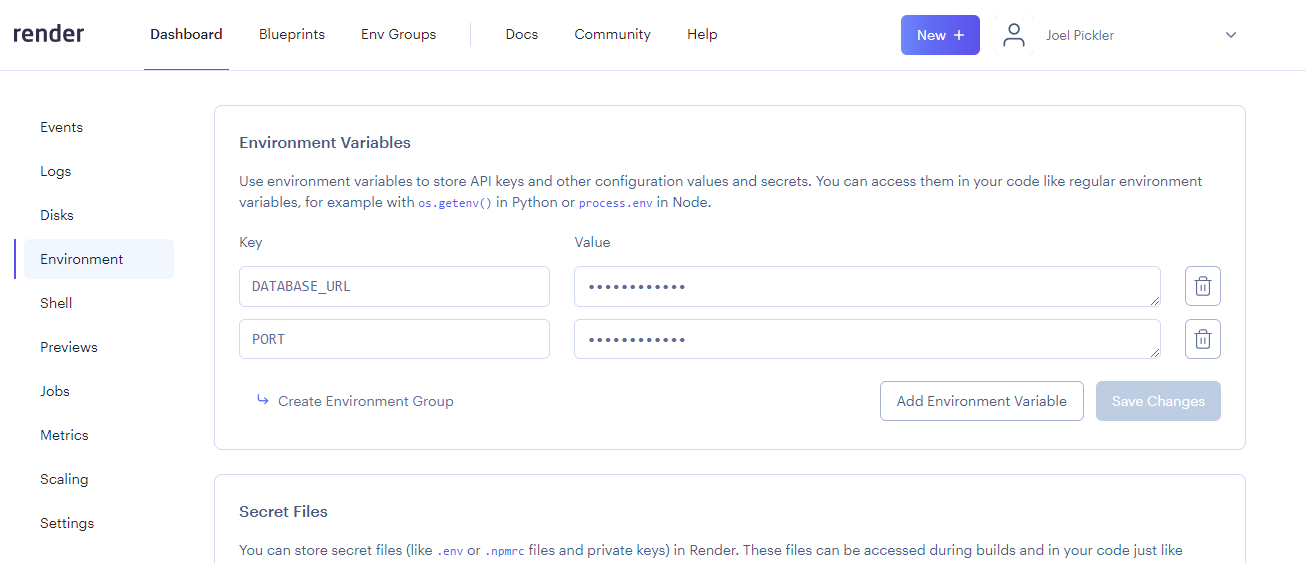 render
Dashboard
Blueprints
Env Groups
Docs
Community
Help
New +
Joel Pickler
Events
Logs
Disks
Environment
Shell
Previews
Jobs
Metrics
Scaling
Settings
Environment Variables
Use environment variables to store API keys and other configuration values and secrets. You can access them in your code like regular environment
variables, for example with os.getenv() in Python or process.env in Node.
Key
Value
DATABASE_URL
••••••••••••
PORT
••••••••••••
Create Environment Group
Add Environment Variable
Save Changes
Secret Files
You can store secret files (like .env or .npmrc files and private keys) in Render. These files can be accessed during builds and in your code just like